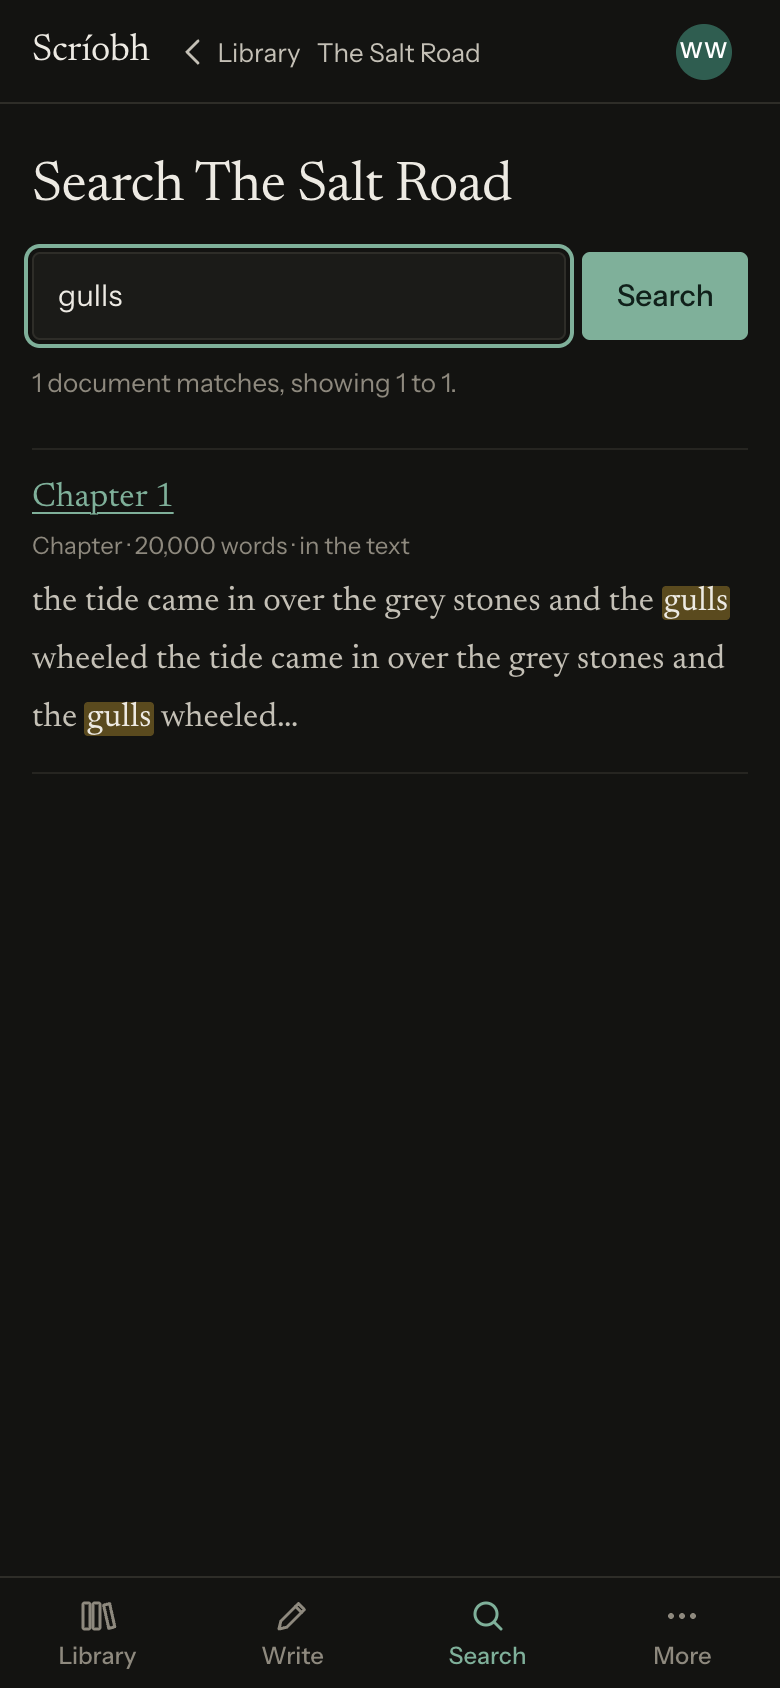 Scríobh Library The Salt Road WW
Search The Salt Road
gulls Search
1 document matches, showing 1 to 1.
Chapter 1
Chapter · 20,000 words · in the text
the tide came in over the grey stones and the gulls
wheeled the tide came in over the grey stones and
the gulls wheeled...
Library Write Search More